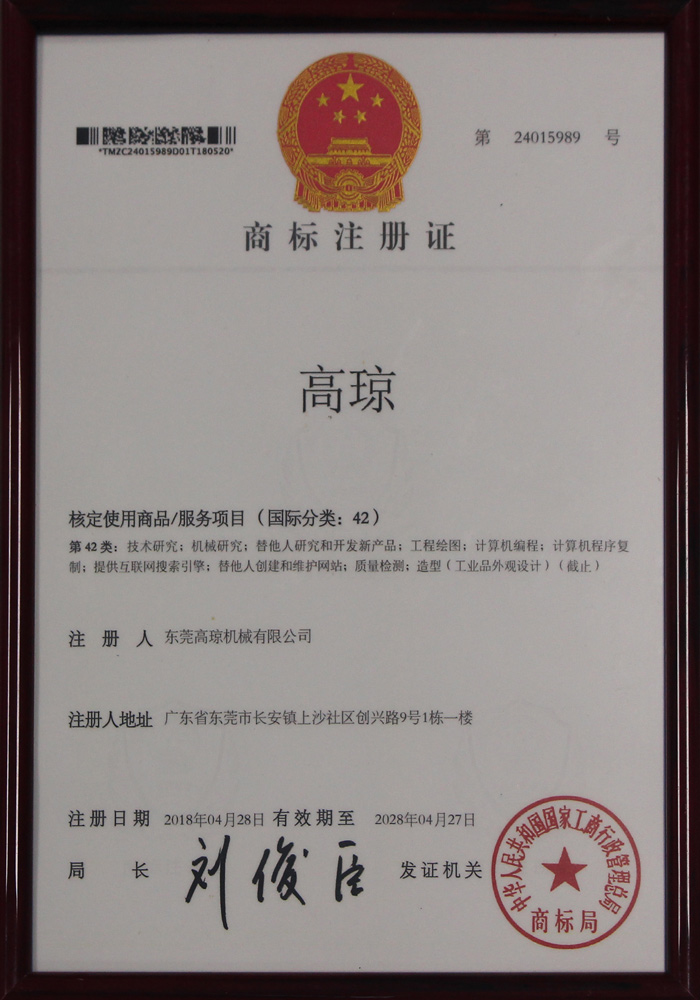 *TMZC24015989D01T180520*
第 24015989 号
商标注册证
高琼
核定使用商品/服务项目（国际分类：42）
第42类：技术研究；机械研究；替他人研究和开发新产品；工程绘图；计算机编程；计算机程序复
制；提供互联网搜索引擎；替他人创建和维护网站；质量检测；造型（工业品外观设计）（截止）
注 册 人 东莞高琼机械有限公司
注册人地址 广东省东莞市长安镇上沙社区创兴路9号1栋一楼
注册日期 2018年04月28日 有效期至 2028年04月27日
局 长 刘俊臣 发证机关
中华人民共和国国家工商行政管理总局
商标局